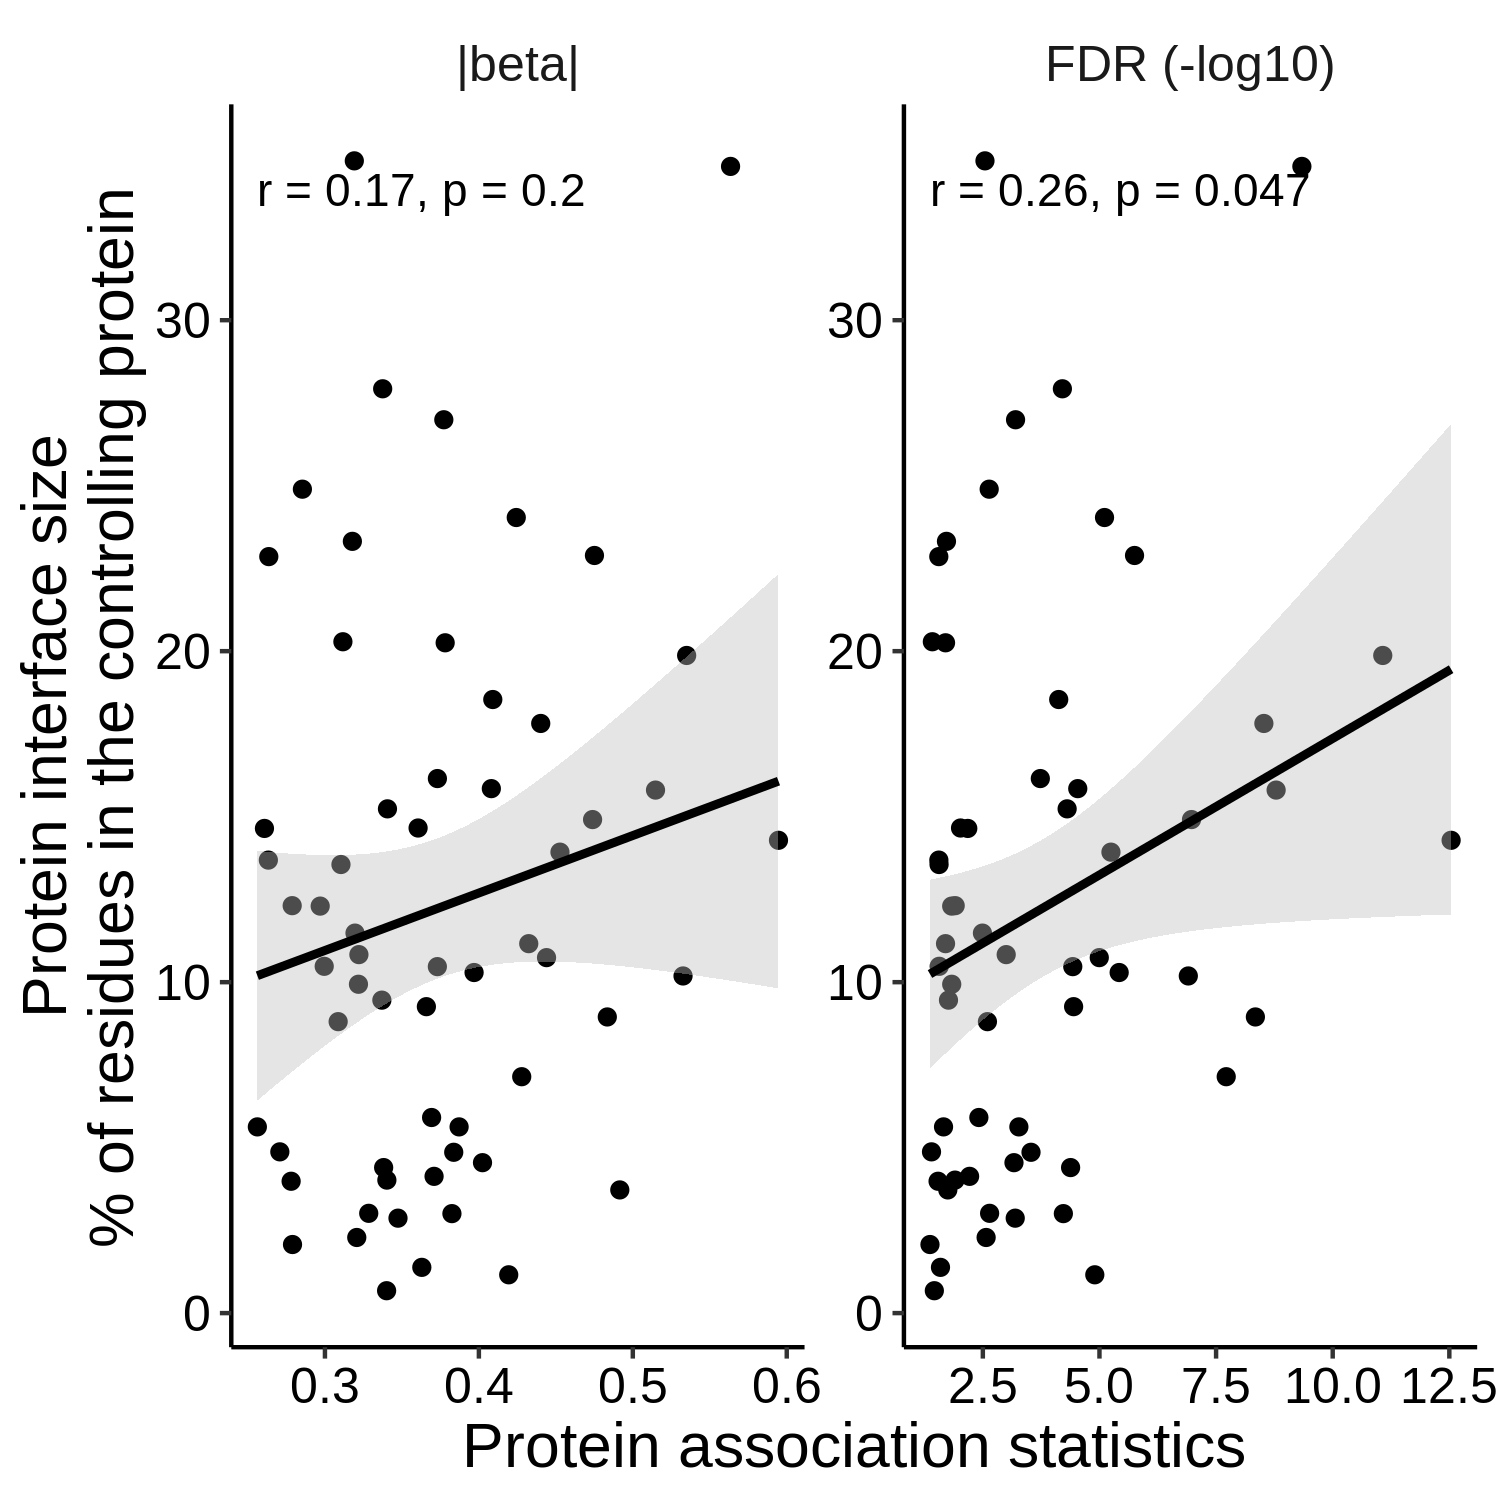 |beta|
FDR (-log10)
r = 0.17, p = 0.2
r = 0.26, p = 0.047
Protein interface size
% of residues in the controlling protein
30
20
10
0
30
20
10
0
0.3 0.4 0.5 0.6
2.5 5.0 7.5 10.0 12.5
Protein association statistics